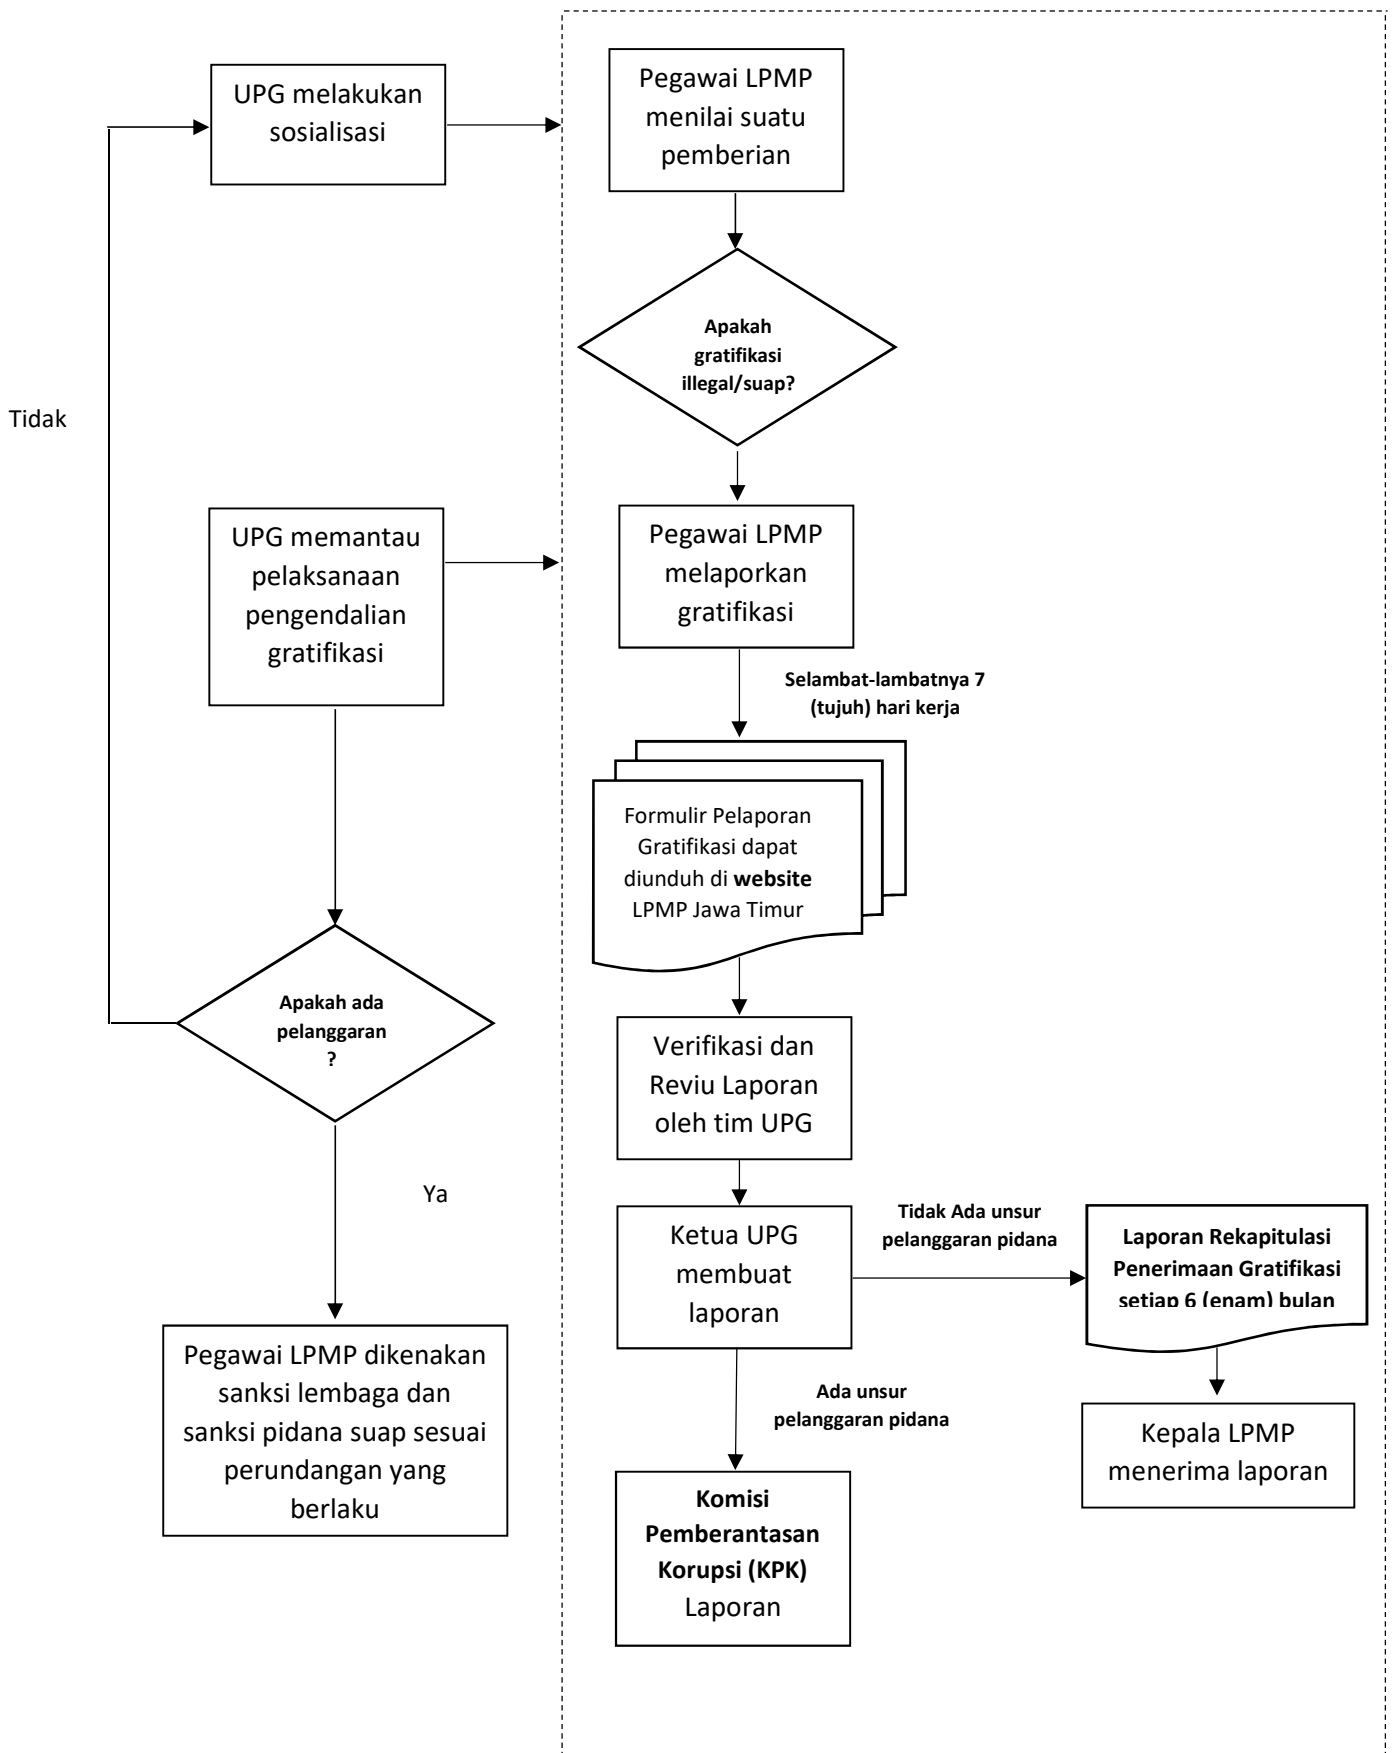 UPG melakukan
sosialisasi
Pegawai LPMP
menilai suatu
pemberian
Apakah
gratifikasi
illegal/suap?
Tidak
UPG memantau
pelaksanaan
pengendalian
gratifikasi
Pegawai LPMP
melaporkan
gratifikasi
Selambat-lambatnya 7
(tujuh) hari kerja
Formulir Pelaporan
Gratifikasi dapat
diunduh di website
LPMP Jawa Timur
Apakah ada
pelanggaran
?
Verifikasi dan
Reviu Laporan
oleh tim UPG
Ya
Ketua UPG
membuat
laporan
Tidak Ada unsur
pelanggaran pidana
Laporan Rekapitulasi
Penerimaan Gratifikasi
setiap 6 (enam) bulan
Pegawai LPMP dikenakan
sanksi lembaga dan
sanksi pidana suap sesuai
perundangan yang
berlaku
Ada unsur
pelanggaran pidana
Kepala LPMP
menerima laporan
Komisi
Pemberantasan
Korupsi (KPK)
Laporan